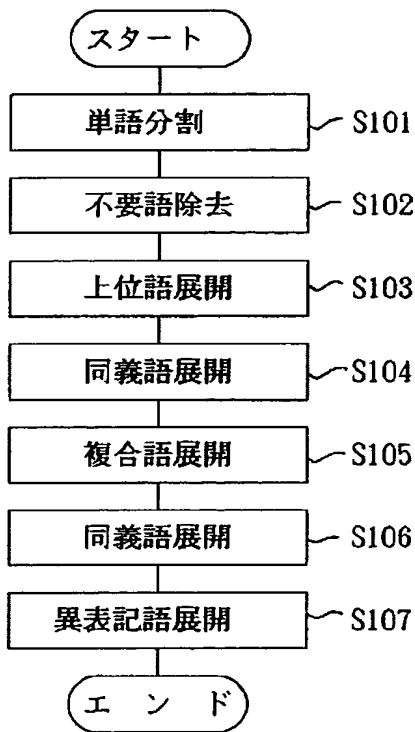 スタート
単語分割 S101
不要語除去 S102
上位語展開 S103
同義語展開 S104
複合語展開 S105
同義語展開 S106
異表記語展開 S107
エンド